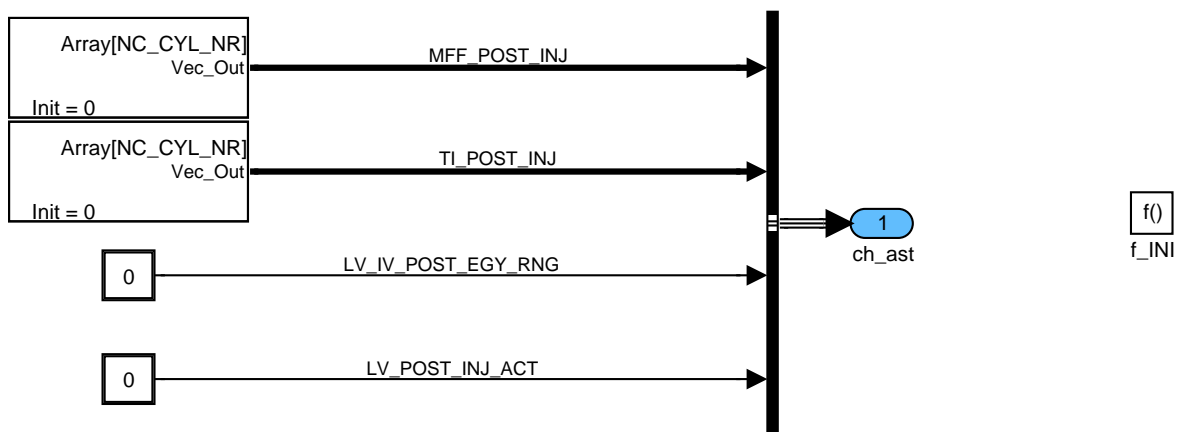 Array[NC_CYL_NR]
Vec_Out
Init = 0
MFF_POST_INJ
Array[NC_CYL_NR]
Vec_Out
Init = 0
TI_POST_INJ
0
LV_IV_POST_EGY_RNG
0
LV_POST_INJ_ACT
1
ch_ast
f()
f_INI